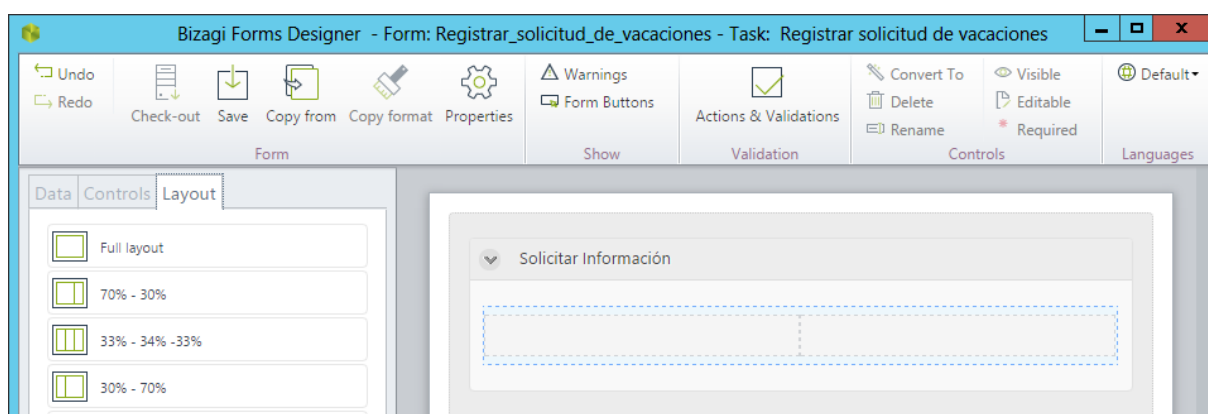 Bizagi Forms Designer - Form: Registrar_solicitud_de_vacaciones - Task: Registrar solicitud de vacaciones
Undo
Redo
Check-out Save Copy from Copy format Properties
Form
Warnings
Form Buttons
Show
Actions & Validations
Validation
Convert To
Delete
Rename
Visible
Editable
Required
Controls
Default
Languages
Data Controls Layout
Full layout
70% - 30%
33% - 34% -33%
30% - 70%
Solicitar Información